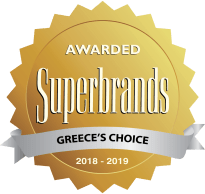 AWARDED
Superbrands
GREECE'S CHOICE
2018 - 2019